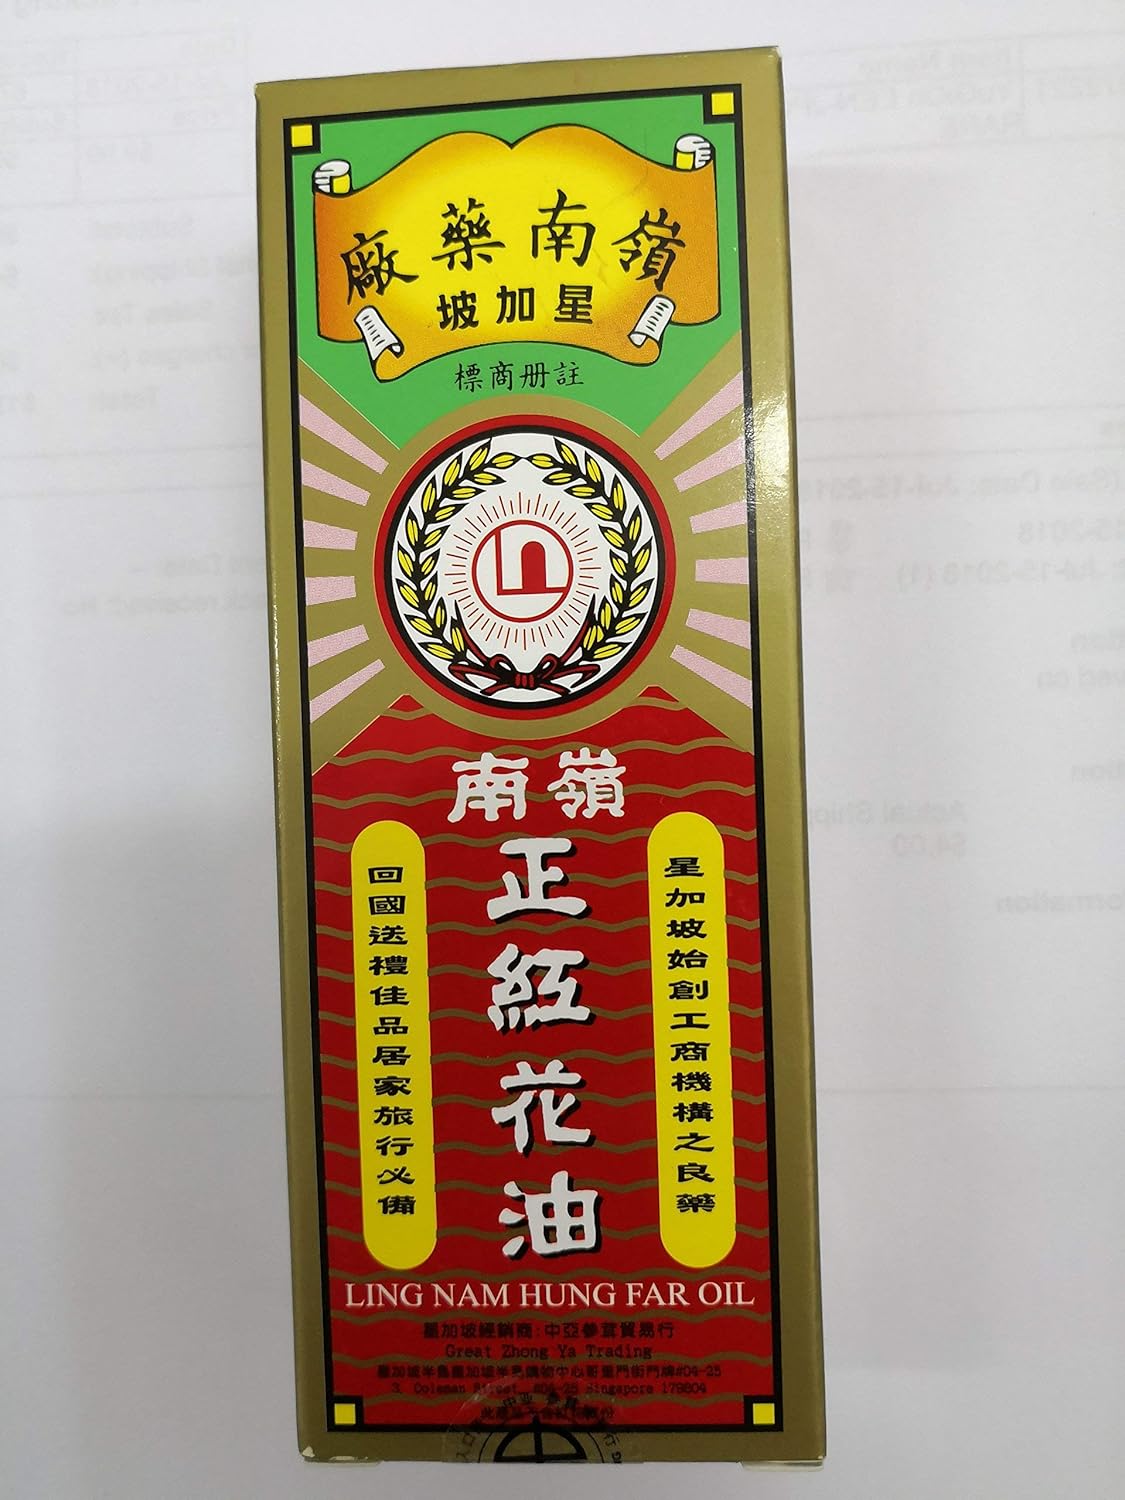 嶺南藥廠
星加坡
註册商標
嶺南
正紅花油
星加坡始創工商機構之良藥
回國送禮佳品居家旅行必備
LING NAM HUNG FAR OIL
星加坡經銷商:中亞參茸貿易行
Great Zhong Ya Trading
3, Coleman Street, #04-25 Singapore 179804